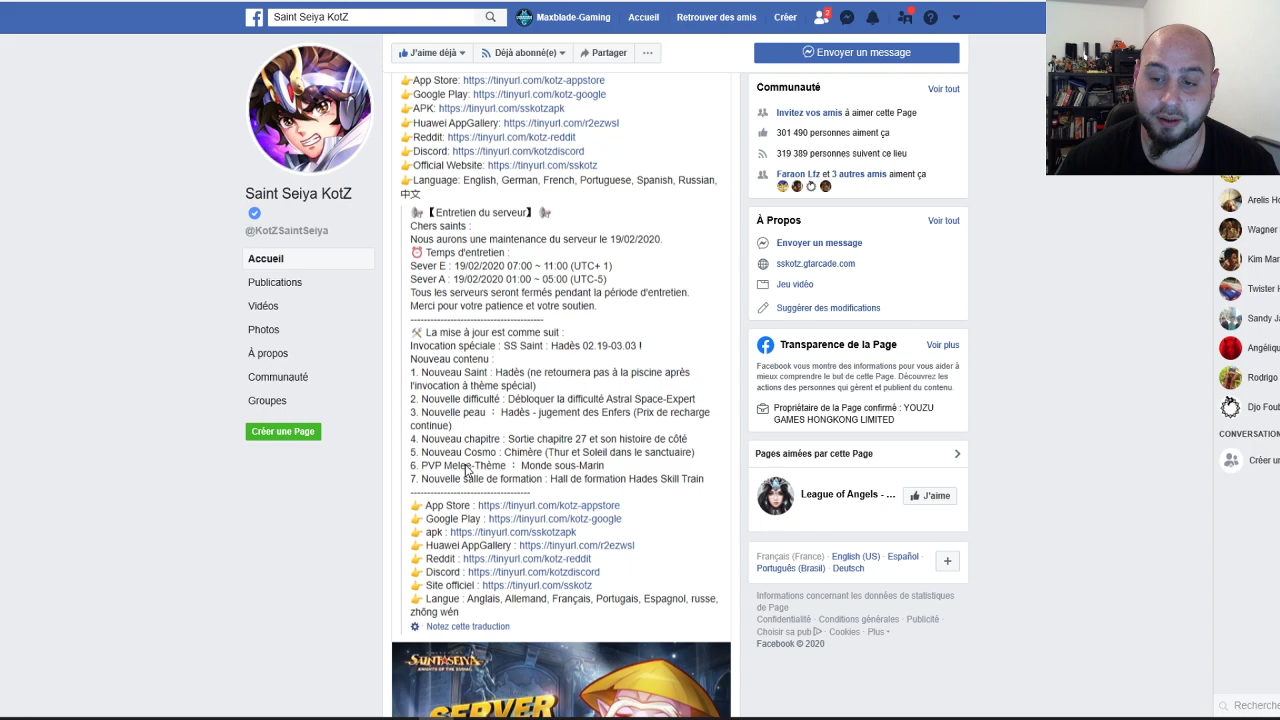 Saint Seiya KotZ
Maxblade-Gaming
Accueil
Retrouver des amis
Créer
2
J'aime déjà
Déjà abonné(e)
Partager
Envoyer un message
Saint Seiya KotZ
@KotZSaintSeiya
Accueil
Publications
Vidéos
Photos
À propos
Communauté
Groupes
Créer une Page
👉App Store: https://tinyurl.com/kotz-appstore
👉Google Play: https://tinyurl.com/kotz-google
👉APK: https://tinyurl.com/sskotzapk
👉Huawei AppGallery: https://tinyurl.com/r2ezwsl
👉Reddit: https://tinyurl.com/kotz-reddit
👉Discord: https://tinyurl.com/kotzdiscord
👉Official Website: https://tinyurl.com/sskotz
👉Language: English, German, French, Portuguese, Spanish, Russian,
中文
【Entretien du serveur】
Chers saints :
Nous aurons une maintenance du serveur le 19/02/2020.
⏰ Temps d'entretien :
Sever E : 19/02/2020 07:00 ~ 11:00 (UTC+ 1)
Sever A : 19/02/2020 01:00 ~ 05:00 (UTC-5)
Tous les serveurs seront fermés pendant la période d'entretien.
Merci pour votre patience et votre soutien.
----------------------------------------
🛠 La mise à jour est comme suit :
Invocation spéciale : SS Saint : Hadès 02.19-03.03 !
Nouveau contenu :
1. Nouveau Saint : Hadès (ne retournera pas à la piscine après
l'invocation à thème spécial)
2. Nouvelle difficulté : Débloquer la difficulté Astral Space-Expert
3. Nouvelle peau ： Hadès - jugement des Enfers (Prix de recharge
continue)
4. Nouveau chapitre : Sortie chapitre 27 et son histoire de côté
5. Nouveau Cosmo : Chimère (Thur et Soleil dans le sanctuaire)
6. PVP Melee-Thème ： Monde sous-Marin
7. Nouvelle salle de formation : Hall de formation Hades Skill Train
------------------------------------
👉 App Store : https://tinyurl.com/kotz-appstore
👉 Google Play : https://tinyurl.com/kotz-google
👉 apk : https://tinyurl.com/sskotzapk
👉 Huawei AppGallery : https://tinyurl.com/r2ezwsl
👉 Reddit : https://tinyurl.com/kotz-reddit
👉 Discord : https://tinyurl.com/kotzdiscord
👉 Site officiel : https://tinyurl.com/sskotz
👉 Langue : Anglais, Allemand, Français, Portugais, Espagnol, russe,
zhōng wén
Notez cette traduction
SAINT SEIYA
KNIGHTS OF THE ZODIAC
SERVER
Communauté
Voir tout
Invitez vos amis à aimer cette Page
301 490 personnes aiment ça
319 389 personnes suivent ce lieu
Faraon Lfz et 3 autres amis aiment ça
À Propos
Voir tout
Envoyer un message
sskotz.gtarcade.com
Jeu vidéo
Suggérer des modifications
Transparence de la Page
Voir plus
Facebook vous montre des informations pour vous aider à
mieux comprendre le but de cette Page. Découvrez les
actions des personnes qui gèrent et publient du contenu.
Propriétaire de la Page confirmé : YOUZU
GAMES HONGKONG LIMITED
Pages aimées par cette Page
League of Angels - ...
J'aime
Français (France) · English (US) · Español ·
Português (Brasil) · Deutsch
Informations concernant les données de statistiques
de Page
Confidentialité · Conditions générales · Publicité ·
Choisir sa pub · Cookies · Plus
Facebook © 2020
Arelis Ho
Wagner
Kim Mar
Twister H
Sandy Ja
Angéliqu
Rodrigo
Djo Foub
CONVERSATION
Créer un
Recherche